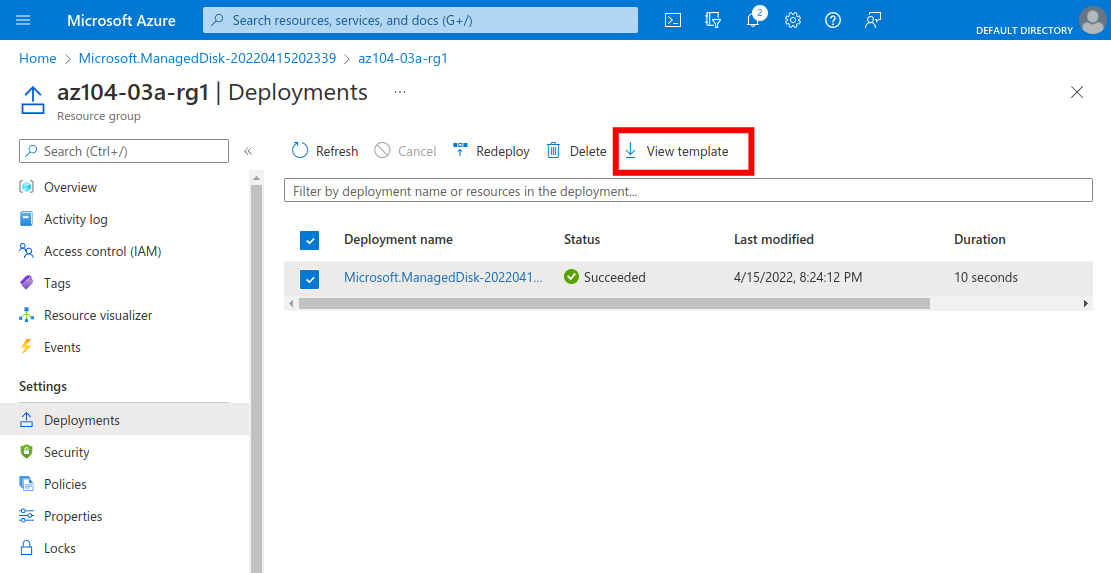 Microsoft Azure
Search resources, services, and docs (G+/)
2
DEFAULT DIRECTORY
Home > Microsoft.ManagedDisk-20220415202339 > az104-03a-rg1
az104-03a-rg1 | Deployments ...
Resource group
Search (Ctrl+/)
«
Refresh Cancel Redeploy Delete View template
Filter by deployment name or resources in the deployment...
Overview
Activity log
Access control (IAM)
Tags
Resource visualizer
Events
Settings
Deployments
Security
Policies
Properties
Locks
Deployment name Status Last modified Duration
Microsoft.ManagedDisk-2022041... Succeeded 4/15/2022, 8:24:12 PM 10 seconds